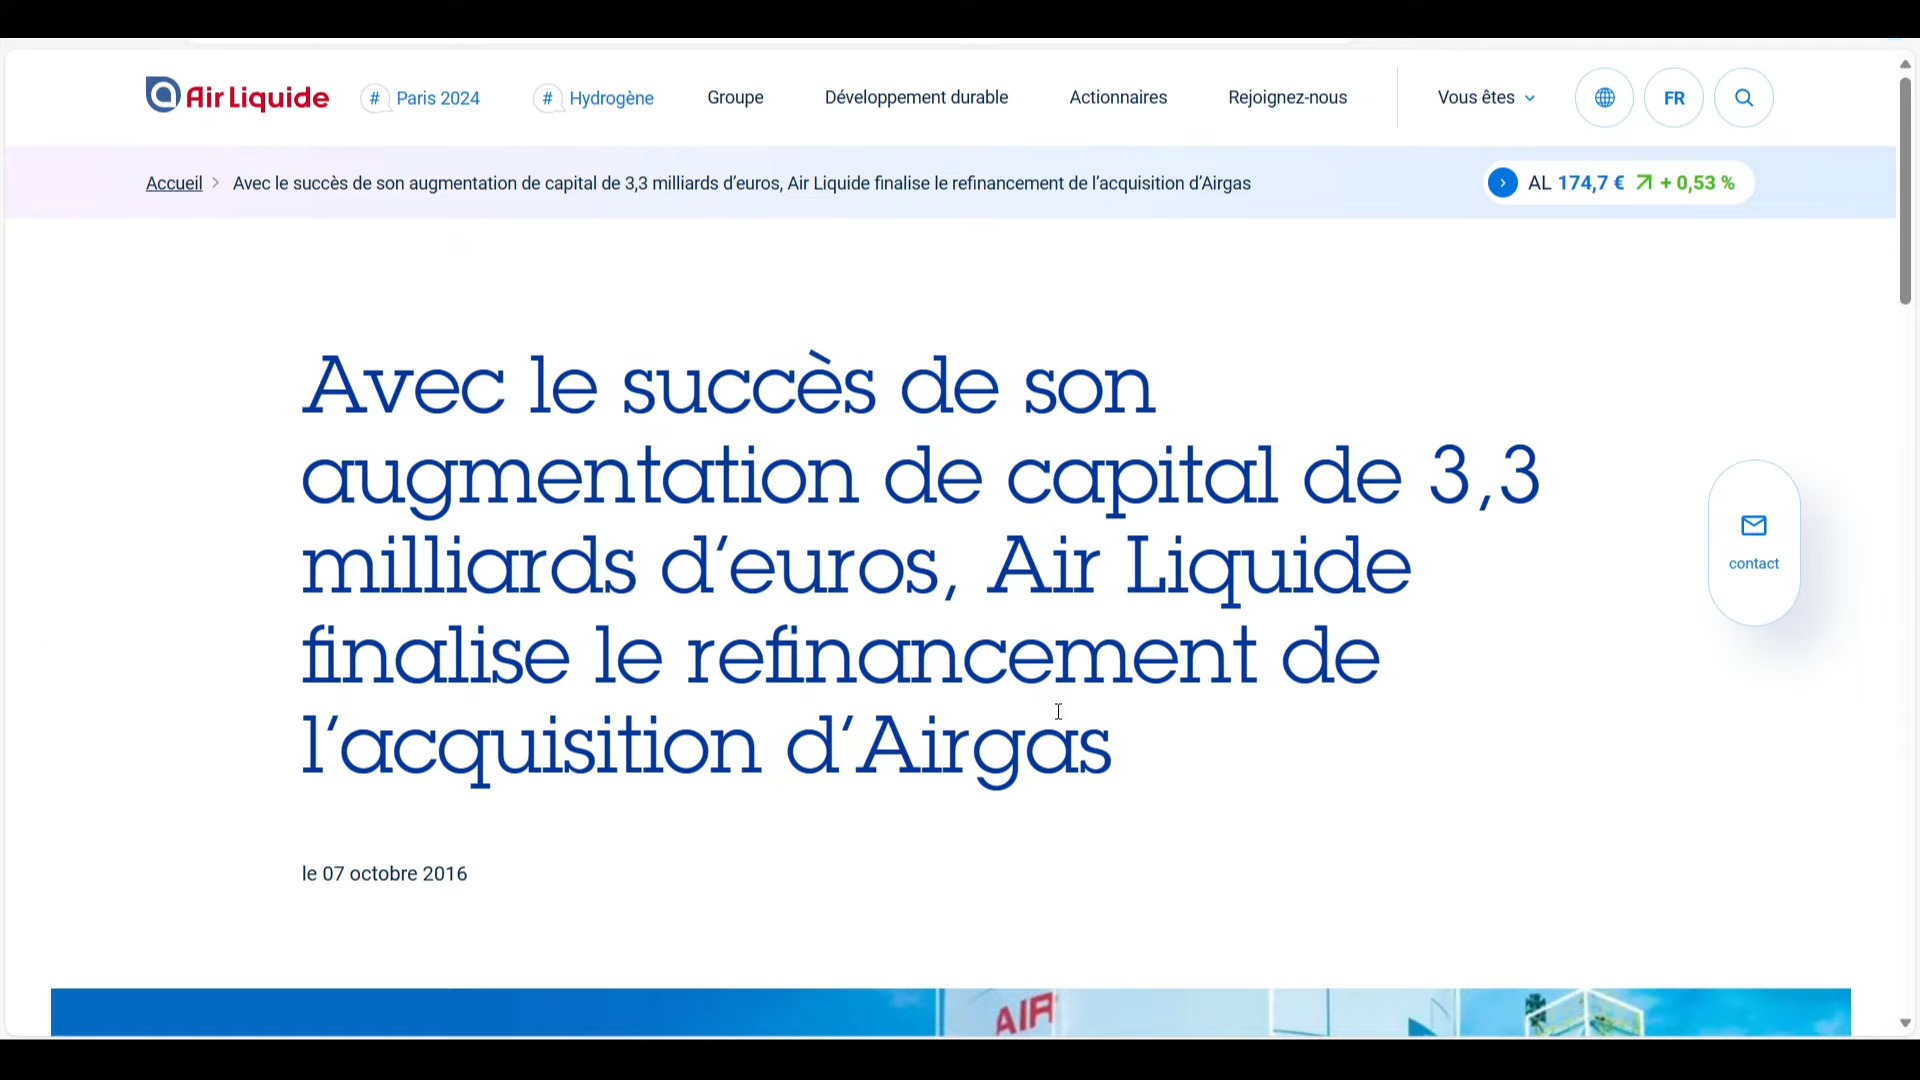 Air Liquide
# Paris 2024
# Hydrogène
Groupe
Développement durable
Actionnaires
Rejoignez-nous
Vous êtes
FR
Accueil > Avec le succès de son augmentation de capital de 3,3 milliards d’euros, Air Liquide finalise le refinancement de l’acquisition d’Airgas
AL 174,7 € + 0,53 %
Avec le succès de son
augmentation de capital de 3,3
milliards d’euros, Air Liquide
finalise le refinancement de
l’acquisition d’Airgas
contact
le 07 octobre 2016
AIR